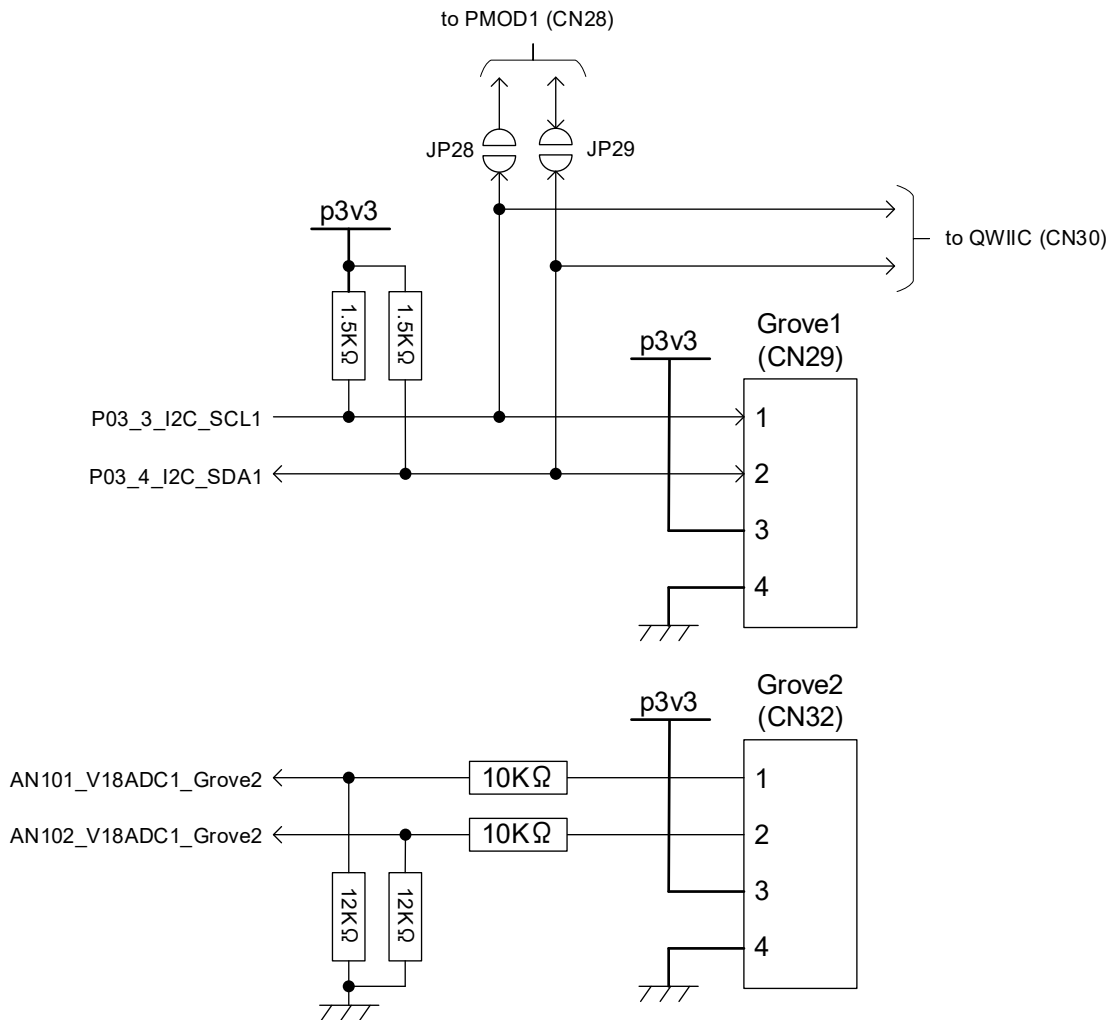 to PMOD1 (CN28)
JP28
JP29
p3v3
to QWIIC (CN30)
1.5KΩ
1.5KΩ
p3v3
Grove1
(CN29)
P03_3_I2C_SCL1
1
P03_4_I2C_SDA1
2
3
4
p3v3
Grove2
(CN32)
AN101_V18ADC1_Grove2
10KΩ
1
AN102_V18ADC1_Grove2
10KΩ
2
12KΩ
12KΩ
3
4